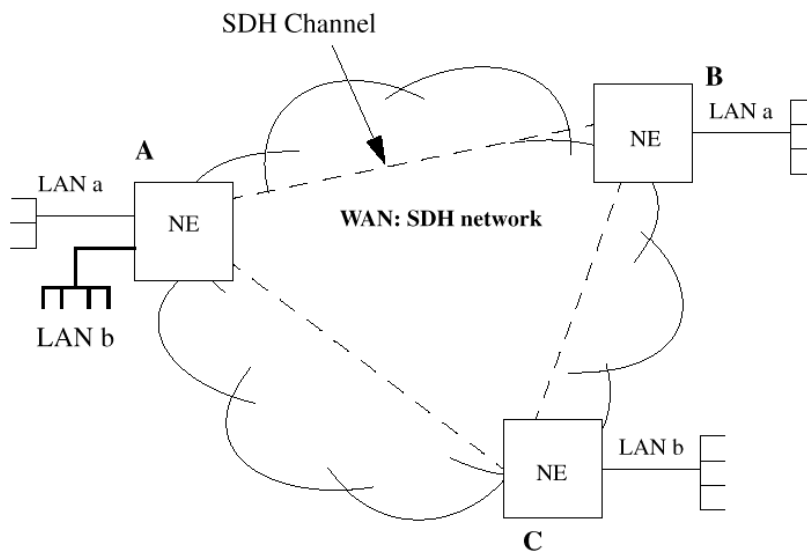 SDH Channel
B
LAN a
NE
A
LAN a
NE
WAN: SDH network
LAN b
LAN b
NE
C